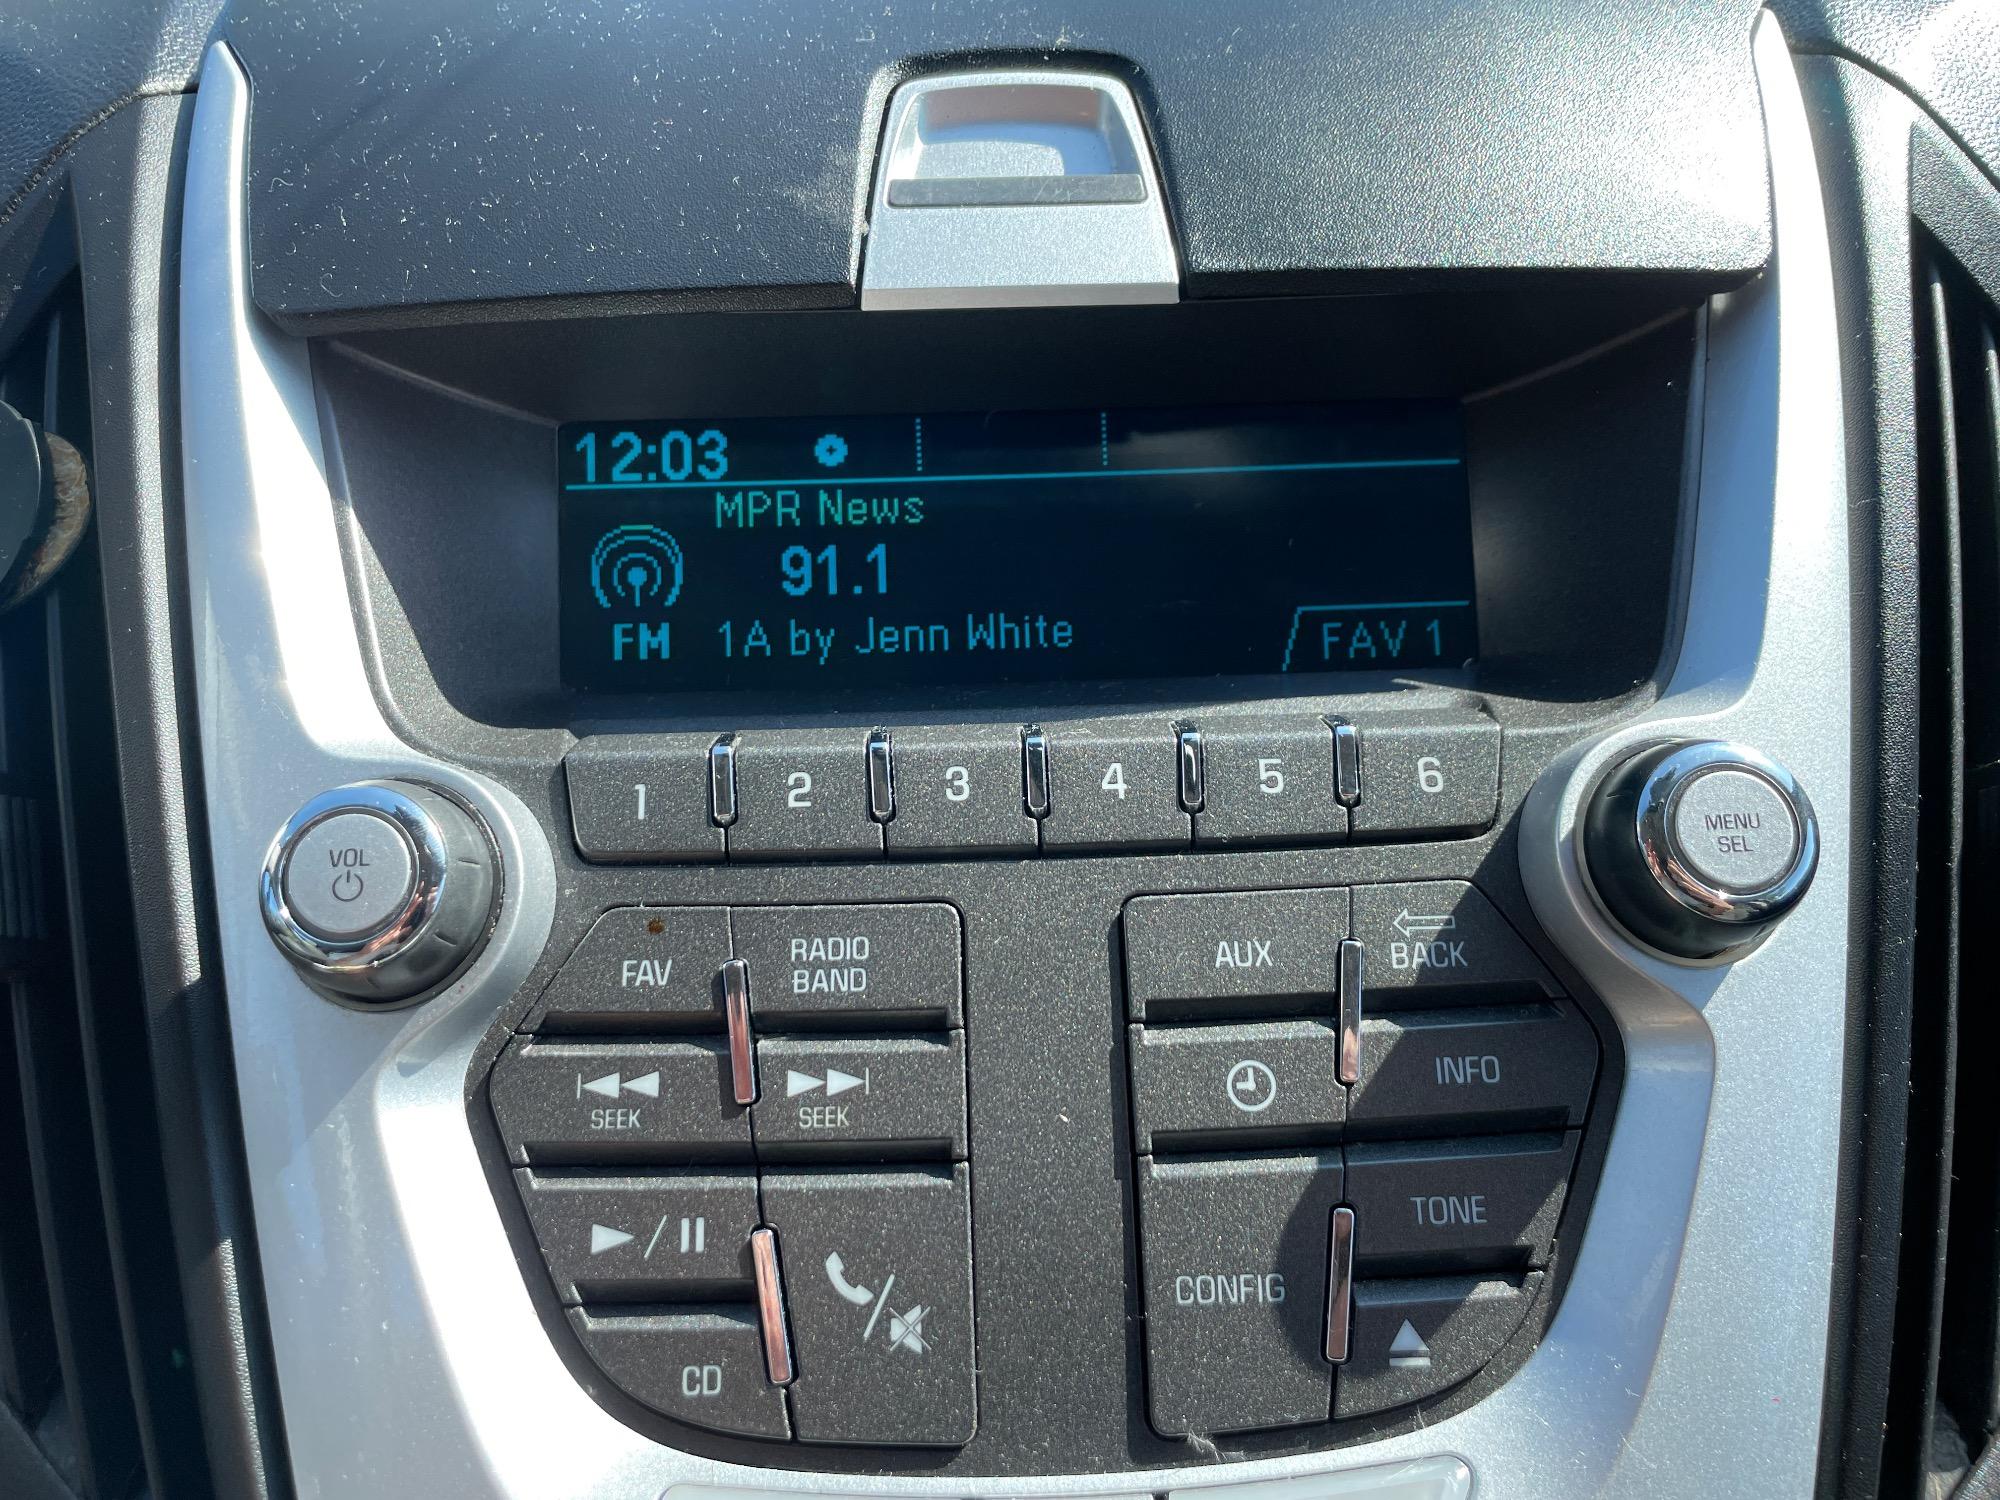 12:03
MPR News
91.1
FM 1A by Jenn White
FAV 1
1 2 3 4 5 6
VOL
MENU
SEL
FAV
RADIO
BAND
AUX
BACK
SEEK
SEEK
INFO
TONE
CONFIG
CD